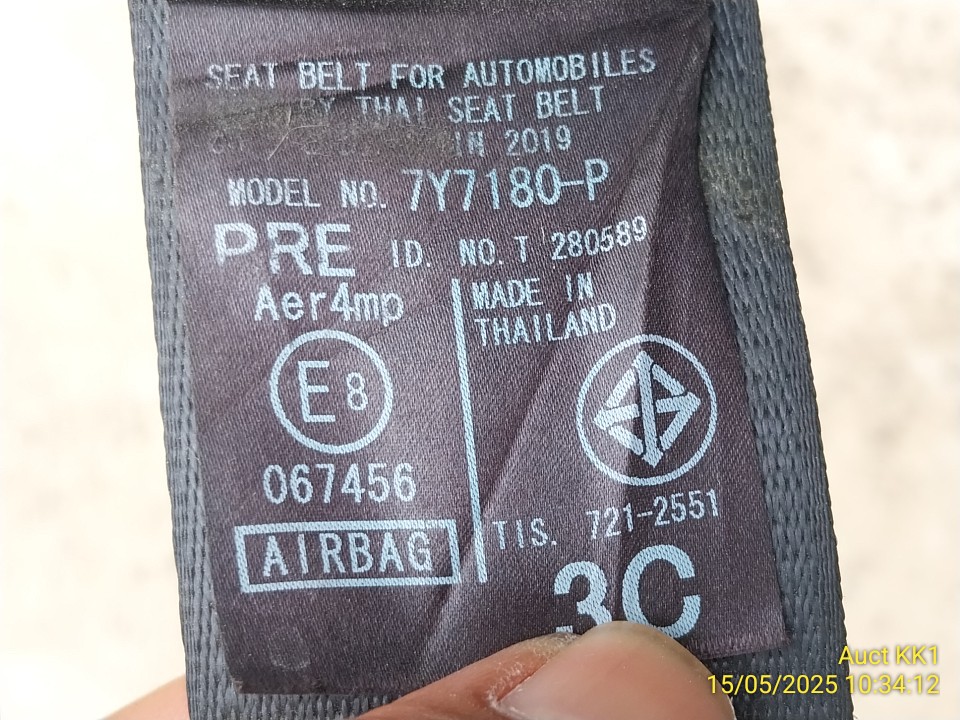 SEAT BELT FOR AUTOMOBILES
BY THAI SEAT BELT
IN 2019
MODEL NO. 7Y7180-P
PRE ID. NO. T 280589
Aer4mp
MADE IN
THAILAND
E8
067456
AIRBAG
TIS. 721-2551
3C
Auct KK1
15/05/2025 10:34:12